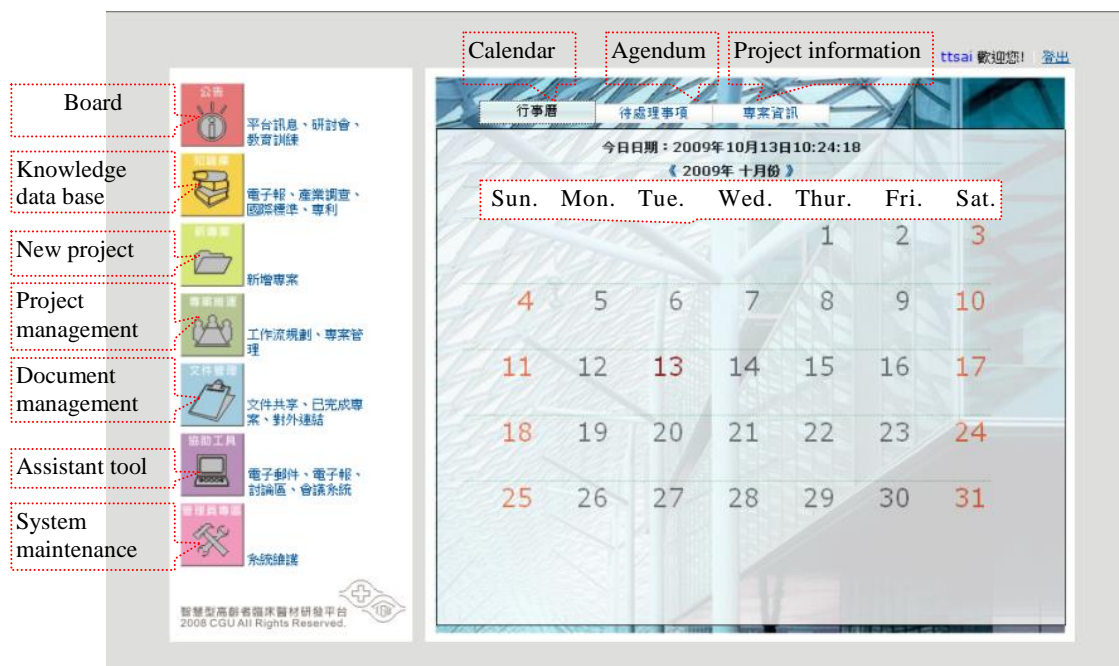 Calendar
Agendum
Project information
ttsai 歡迎您! 登出
Board
公告
平台訊息、研討會、
教育訓練
Knowledge
data base
知識庫
電子報、產業調查、
國際標準、專利
New project
新專案
新增專案
Project
management
專案管理
工作流規劃、專案管
理
Document
management
文件管理
文件共享、已完成專
案、對外連結
Assistant tool
協助工具
電子郵件、電子報、
討論區、會議系統
System
maintenance
管理員專區
系統維護
智慧型高齡者臨床醫材研發平台
2008 CGU All Rights Reserved.
行事曆 待處理事項 專案資訊
今日日期:2009年10月13日10:24:18
《 2009年 十月份 》
Sun. Mon. Tue. Wed. Thur. Fri. Sat.
1 2 3
4 5 6 7 8 9 10
11 12 13 14 15 16 17
18 19 20 21 22 23 24
25 26 27 28 29 30 31